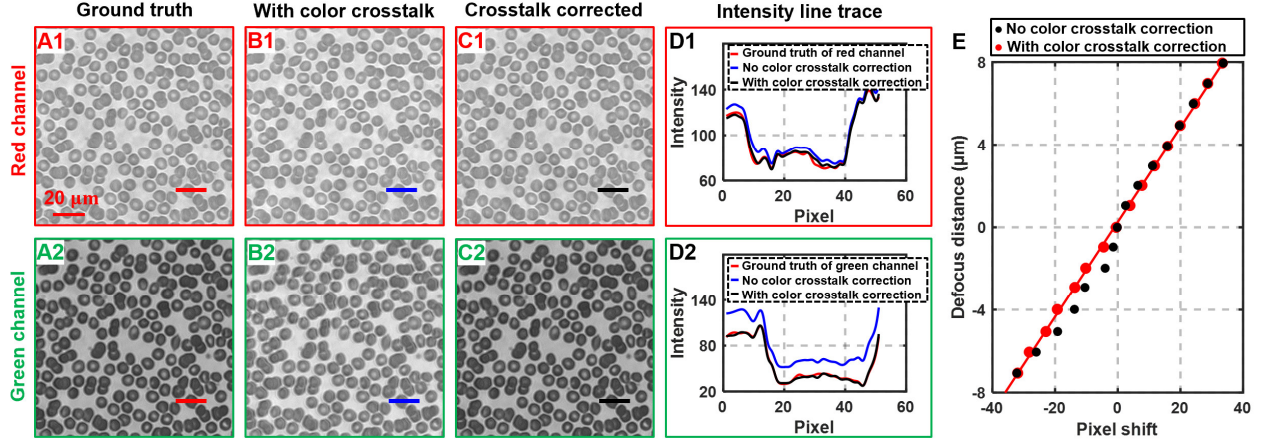 Ground truth
With color crosstalk
Crosstalk corrected
Intensity line trace
Red channel
Green channel
A1
20 μm
B1
C1
D1
Ground truth of red channel
No color crosstalk correction
With color crosstalk correction
Intensity
140
100
60
0
20
40
60
Pixel
A2
B2
C2
D2
Ground truth of green channel
No color crosstalk correction
With color crosstalk correction
Intensity
140
80
20
0
20
40
60
Pixel
E
No color crosstalk correction
With color crosstalk correction
Defocus distance (μm)
8
4
0
-4
-8
-40
-20
0
20
40
Pixel shift